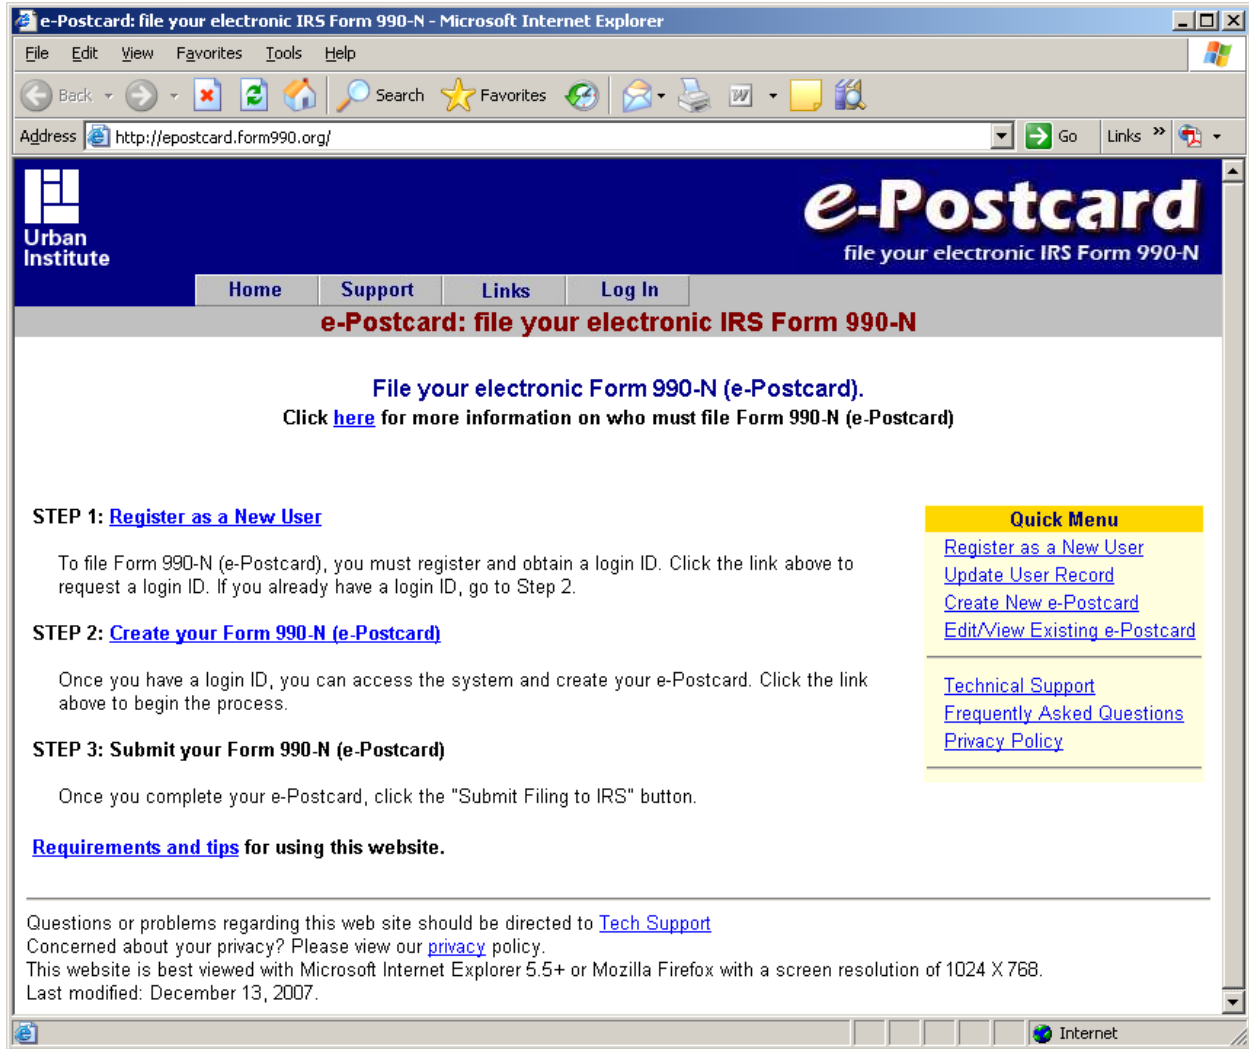 e-Postcard: file your electronic IRS Form 990-N - Microsoft Internet Explorer
File Edit View Favorites Tools Help
Back Search Favorites
Address http://epostcard.form990.org/ Go Links »
Urban
Institute
e-Postcard
file your electronic IRS Form 990-N
Home Support Links Log In
e-Postcard: file your electronic IRS Form 990-N
File your electronic Form 990-N (e-Postcard).
Click here for more information on who must file Form 990-N (e-Postcard)
STEP 1: Register as a New User
To file Form 990-N (e-Postcard), you must register and obtain a login ID. Click the link above to
request a login ID. If you already have a login ID, go to Step 2.
STEP 2: Create your Form 990-N (e-Postcard)
Once you have a login ID, you can access the system and create your e-Postcard. Click the link
above to begin the process.
STEP 3: Submit your Form 990-N (e-Postcard)
Once you complete your e-Postcard, click the "Submit Filing to IRS" button.
Requirements and tips for using this website.
Quick Menu
Register as a New User
Update User Record
Create New e-Postcard
Edit/View Existing e-Postcard
Technical Support
Frequently Asked Questions
Privacy Policy
Questions or problems regarding this web site should be directed to Tech Support
Concerned about your privacy? Please view our privacy policy.
This website is best viewed with Microsoft Internet Explorer 5.5+ or Mozilla Firefox with a screen resolution of 1024 X 768.
Last modified: December 13, 2007.
Internet